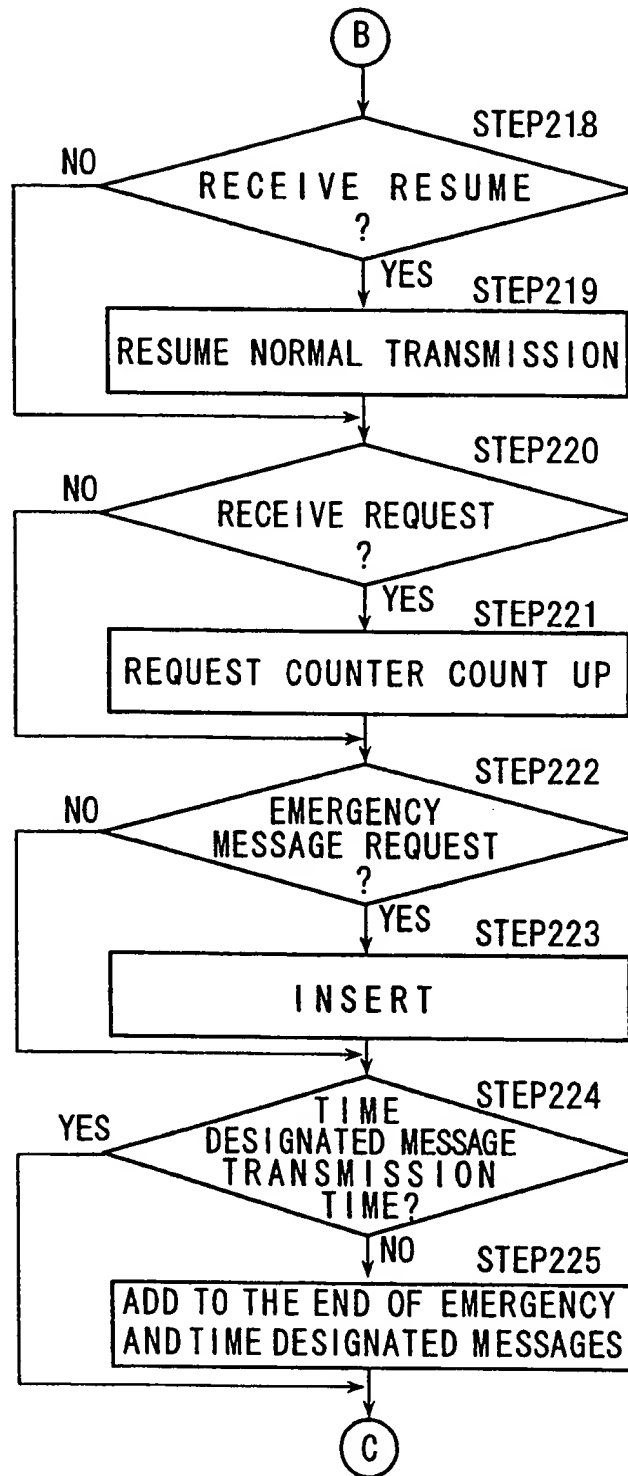 B
STEP218
NO
RECEIVE RESUME
?
YES
STEP219
RESUME NORMAL TRANSMISSION
STEP220
NO
RECEIVE REQUEST
?
YES
STEP221
REQUEST COUNTER COUNT UP
STEP222
NO
EMERGENCY
MESSAGE REQUEST
?
YES
STEP223
INSERT
STEP224
YES
TIME
DESIGNATED MESSAGE
TRANSMISSION
TIME?
NO
STEP225
ADD TO THE END OF EMERGENCY
AND TIME DESIGNATED MESSAGES
C